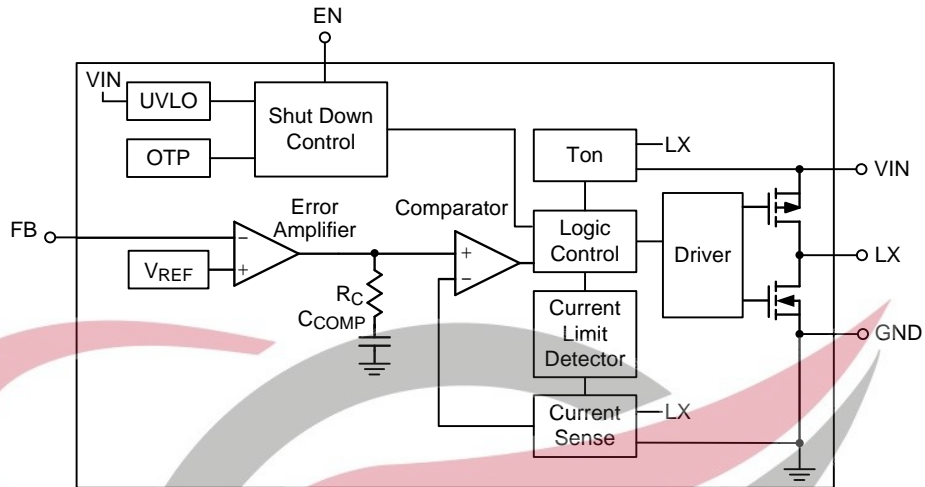 EN
VIN
UVLO
OTP
Shut Down
Control
Ton
LX
VIN
FB
VREF
−
+
Error
Amplifier
RC
CCOMP
Comparator
+
−
Logic
Control
Driver
LX
Current
Limit
Detector
GND
Current
Sense
LX